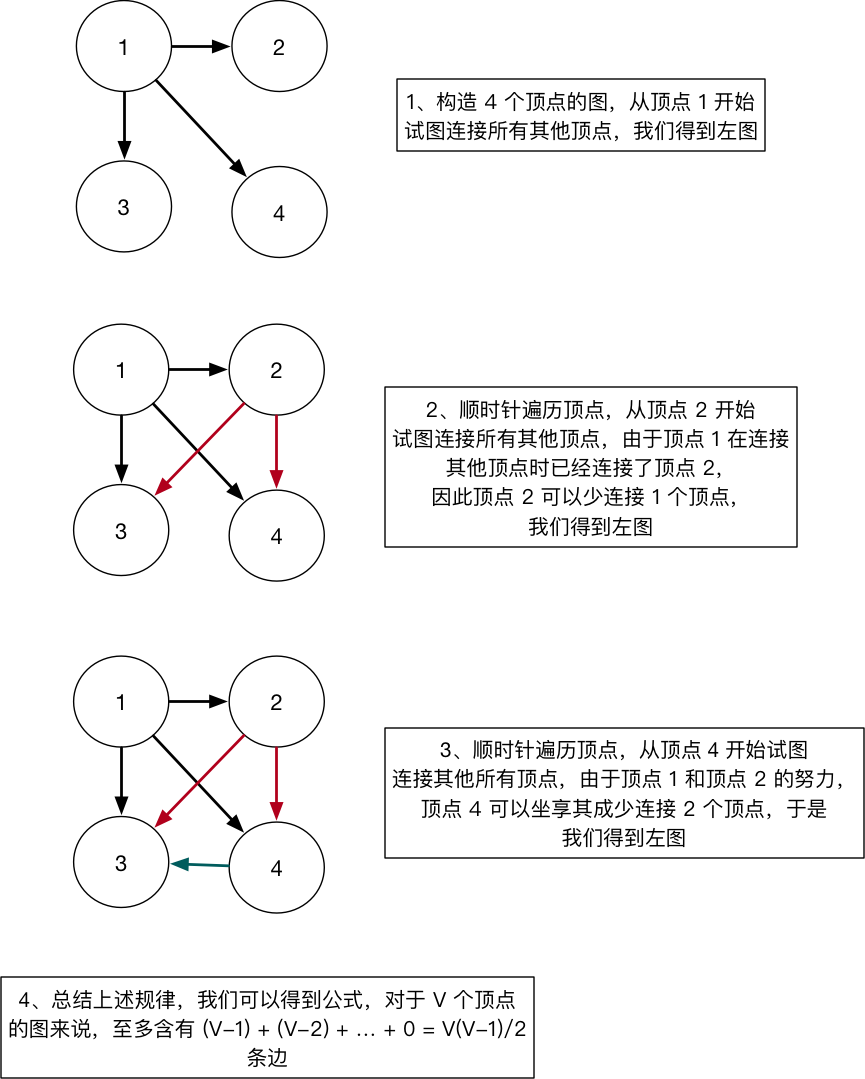 1
2
3
4
1、构造 4 个顶点的图，从顶点 1 开始
试图连接所有其他顶点，我们得到左图
1
2
3
4
2、顺时针遍历顶点，从顶点 2 开始
试图连接所有其他顶点，由于顶点 1 在连接
其他顶点时已经连接了顶点 2，
因此顶点 2 可以少连接 1 个顶点，
我们得到左图
1
2
3
4
3、顺时针遍历顶点，从顶点 4 开始试图
连接其他所有顶点，由于顶点 1 和顶点 2 的努力，
顶点 4 可以坐享其成少连接 2 个顶点，于是
我们得到左图
4、总结上述规律，我们可以得到公式，对于 V 个顶点
的图来说，至多含有 (V–1) + (V–2) + … + 0 = V(V–1)/2
条边